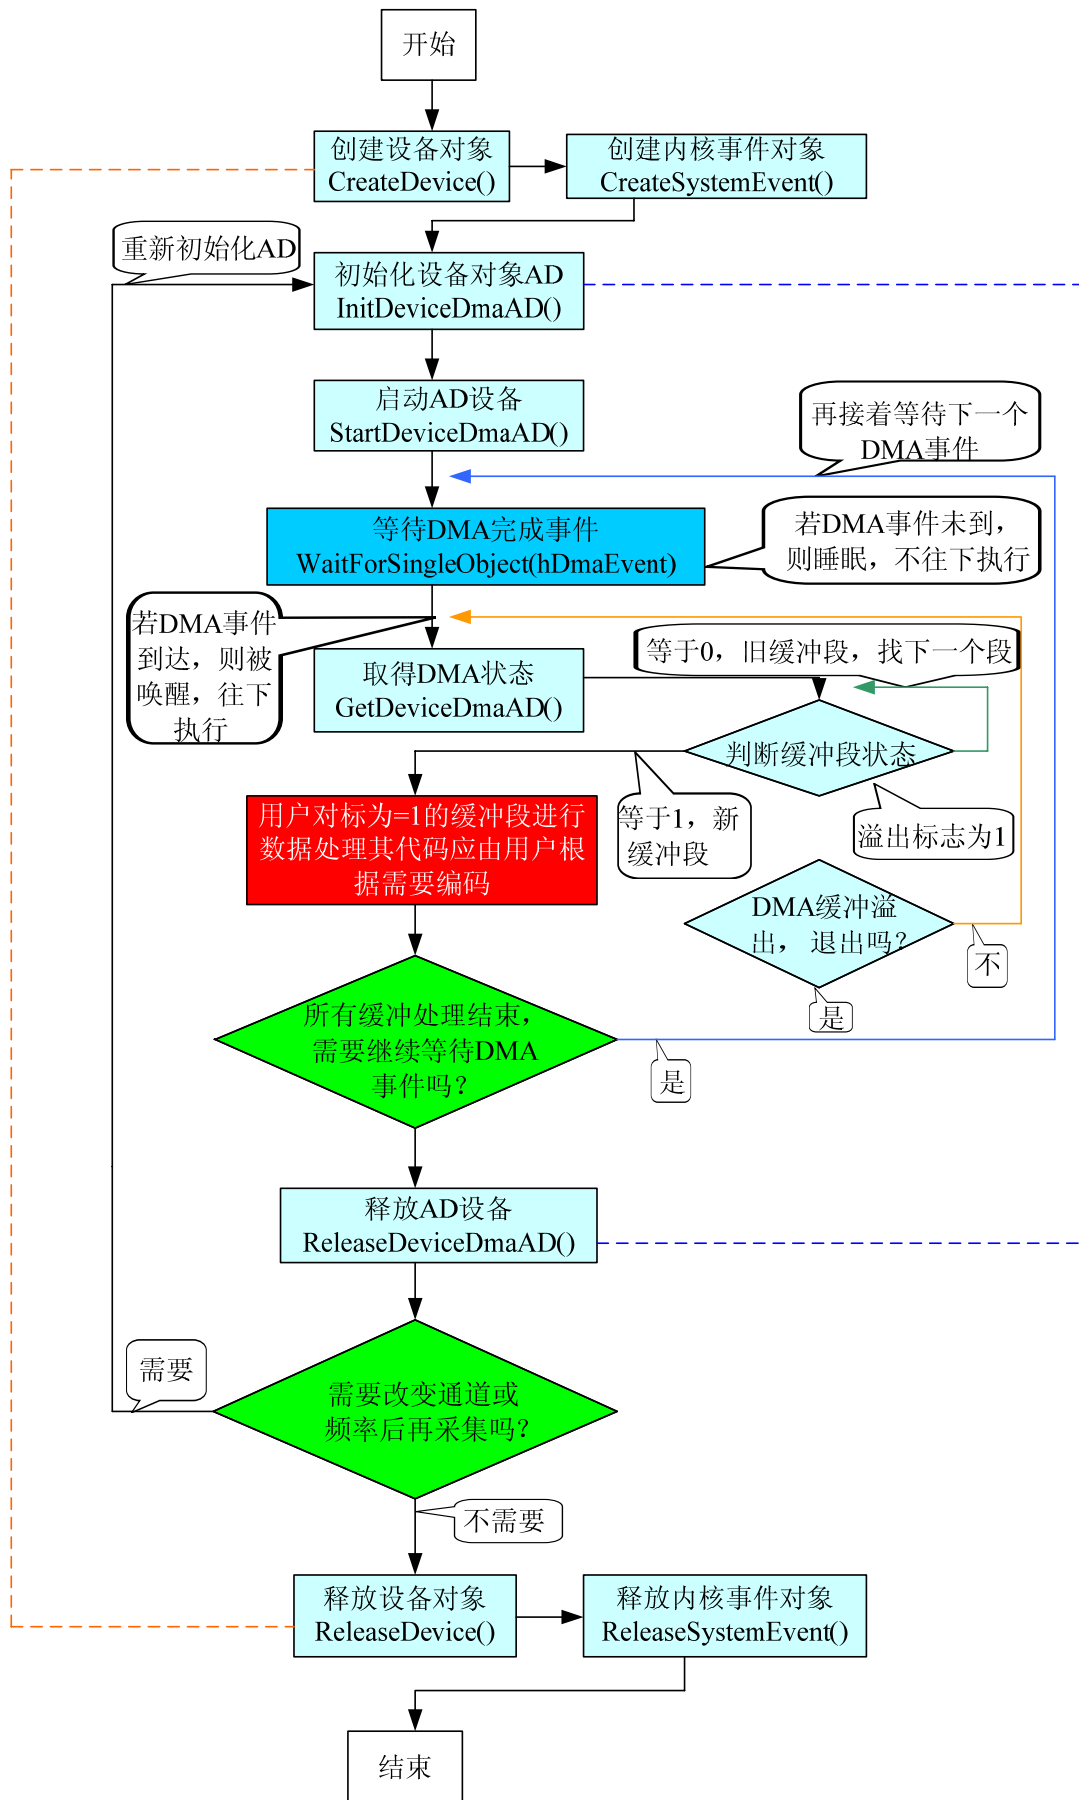 开始
创建设备对象
CreateDevice()
创建内核事件对象
CreateSystemEvent()
重新初始化AD
初始化设备对象AD
InitDeviceDmaAD()
启动AD设备
StartDeviceDmaAD()
再接着等待下一个
DMA事件
等待DMA完成事件
WaitForSingleObject(hDmaEvent)
若DMA事件未到，
则睡眠，不往下执行
若DMA事件
到达，则被
唤醒，往下
执行
等于0，旧缓冲段，找下一个段
取得DMA状态
GetDeviceDmaAD()
判断缓冲段状态
用户对标为=1的缓冲段进行
数据处理其代码应由用户根
据需要编码
等于1，新
缓冲段
溢出标志为1
DMA缓冲溢
出， 退出吗?
不
是
所有缓冲处理结束，
需要继续等待DMA
事件吗?
是
释放AD设备
ReleaseDeviceDmaAD()
需要
需要改变通道或
频率后再采集吗?
不需要
释放设备对象
ReleaseDevice()
释放内核事件对象
ReleaseSystemEvent()
结束